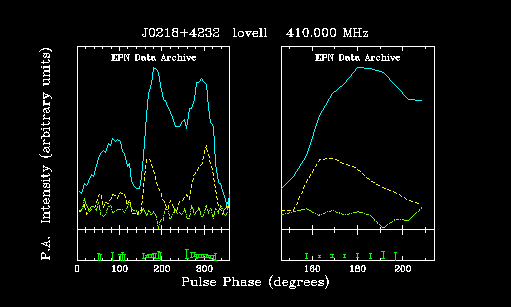 J0218+4232 lovell 410.000 MHz
EPN Data Archive EPN Data Archive
Intensity (arbitrary units)
P.A.
0 100 200 300 160 180 200
Pulse Phase (degrees)